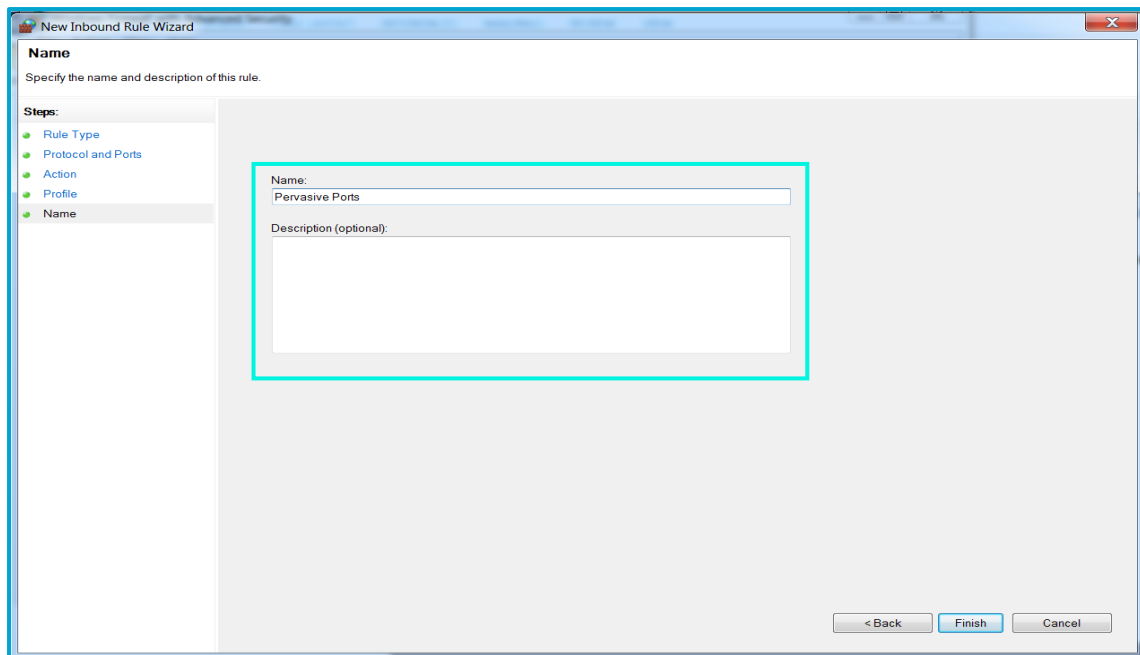 New Inbound Rule Wizard
Name
Specify the name and description of this rule.
Steps:
Rule Type
Protocol and Ports
Action
Profile
Name
Name:
Pervasive Ports
Description (optional):
< Back
Finish
Cancel